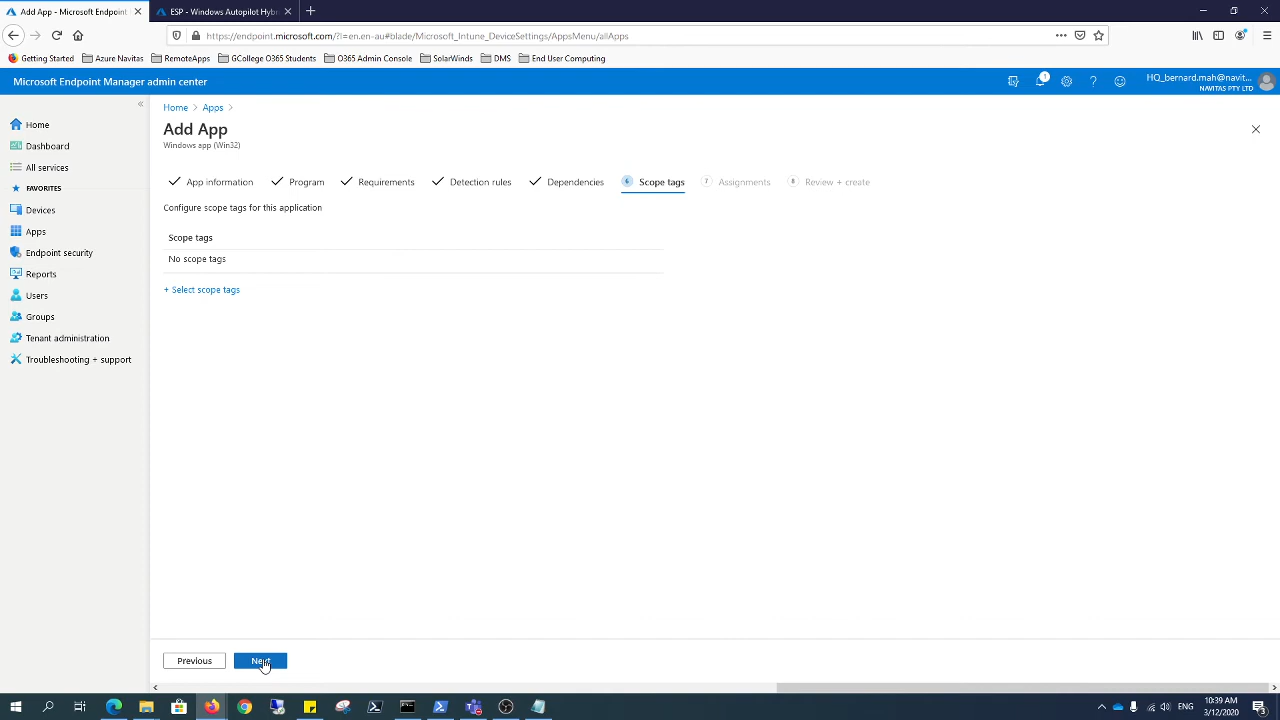 Add App - Microsoft Endpoint
ESP - Windows Autopilot Hybr
https://endpoint.microsoft.com/?l=en.en-au#blade/Microsoft_Intune_DeviceSettings/AppsMenu/allApps
Getting Started
Azure Navitas
RemoteApps
GCollege O365 Students
O365 Admin Console
SolarWinds
DMS
End User Computing
Microsoft Endpoint Manager admin center
1
HQ_bernard.mah@navit...
NAVITAS PTY LTD
Home > Apps >
Add App
Windows app (Win32)
App information
Program
Requirements
Detection rules
Dependencies
6 Scope tags
7 Assignments
8 Review + create
Home
Dashboard
All services
FAVORITES
Devices
Apps
Endpoint security
Reports
Users
Groups
Tenant administration
Troubleshooting + support
Configure scope tags for this application
Scope tags
No scope tags
+ Select scope tags
Previous
Next
ENG
10:39 AM
3/12/2020
3